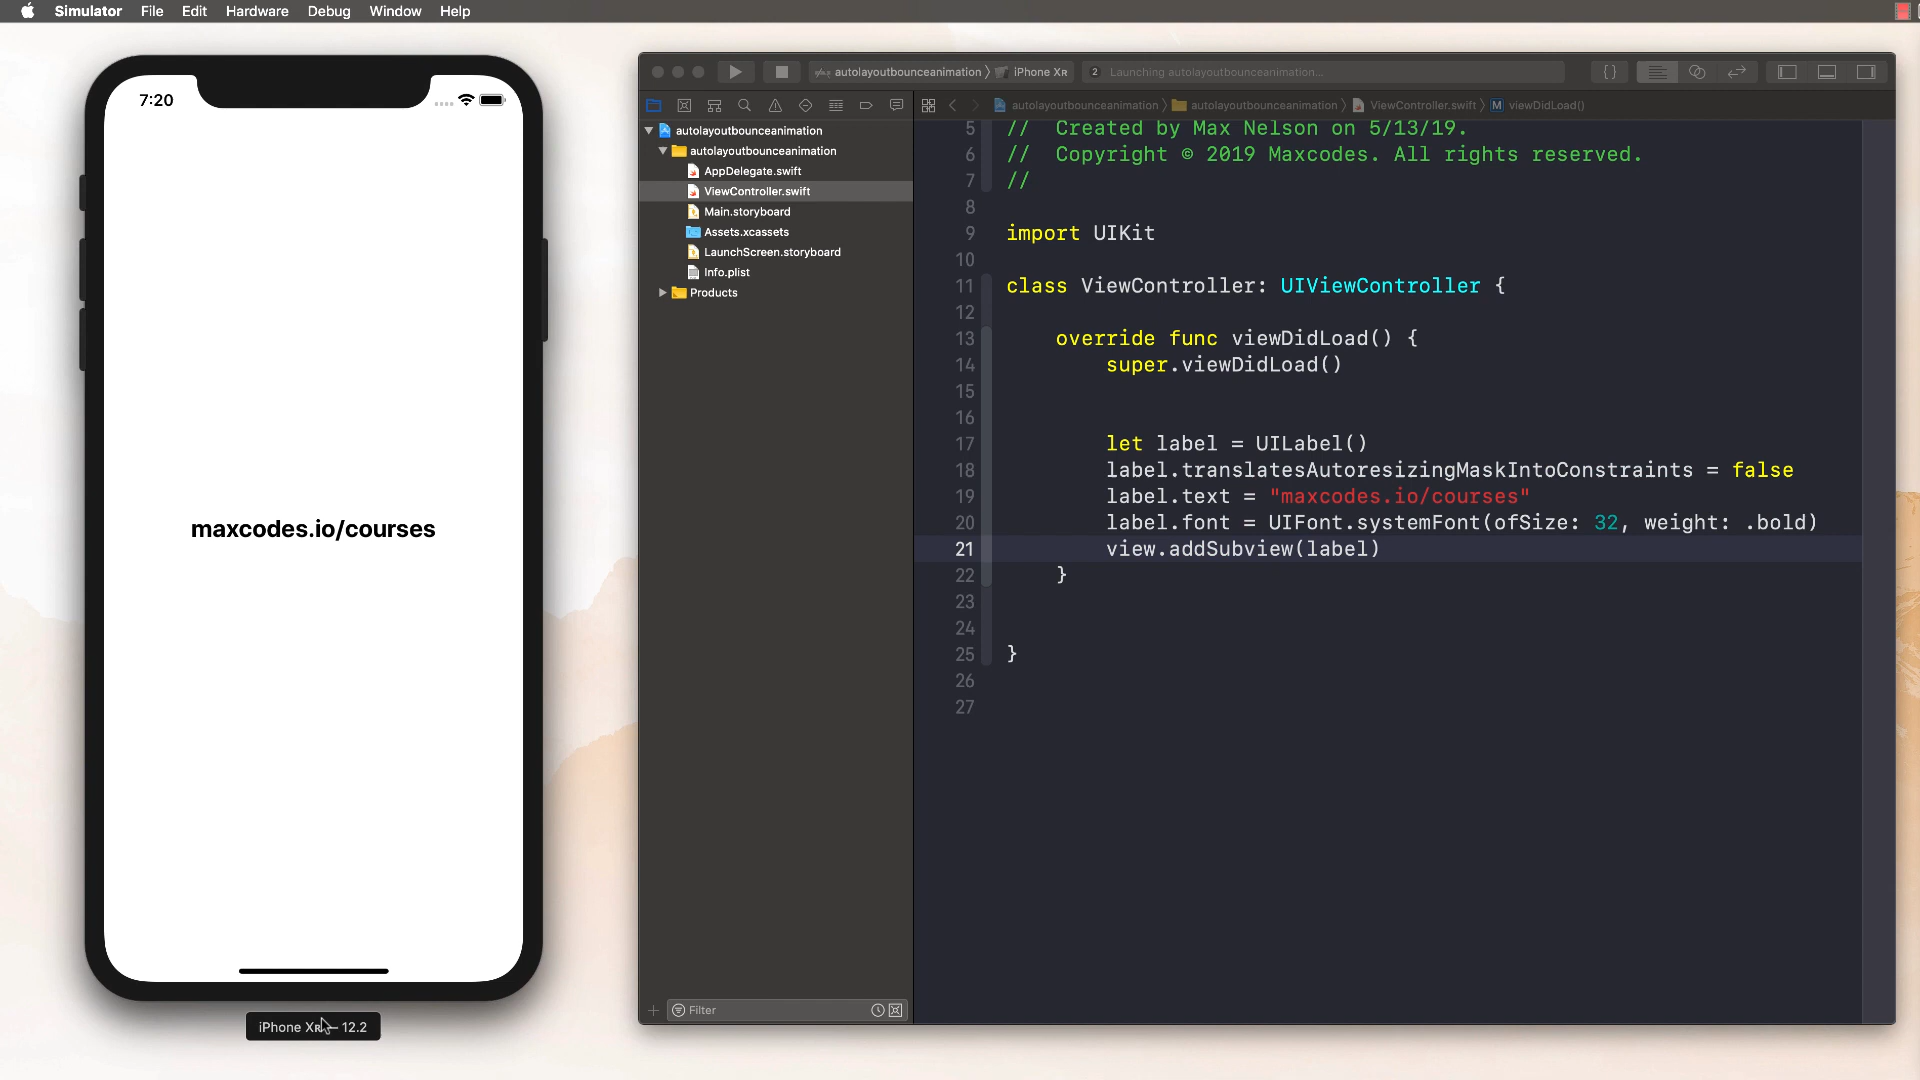 Simulator File Edit Hardware Debug Window Help
7:20
maxcodes.io/courses
iPhone XR — 12.2
autolayoutbounceanimation 〉 iPhone XR 2 Launching autolayoutbounceanimation...
autolayoutbounceanimation 〉 autolayoutbounceanimation 〉 ViewController.swift 〉 M viewDidLoad()
autolayoutbounceanimation
autolayoutbounceanimation
AppDelegate.swift
ViewController.swift
Main.storyboard
Assets.xcassets
LaunchScreen.storyboard
Info.plist
Products
Filter
5 // Created by Max Nelson on 5/13/19.
6 // Copyright © 2019 Maxcodes. All rights reserved.
7 //
8
9 import UIKit
10
11 class ViewController: UIViewController {
12
13 override func viewDidLoad() {
14 super.viewDidLoad()
15
16
17 let label = UILabel()
18 label.translatesAutoresizingMaskIntoConstraints = false
19 label.text = "maxcodes.io/courses"
20 label.font = UIFont.systemFont(ofSize: 32, weight: .bold)
21 view.addSubview(label)
22 }
23
24
25 }
26
27